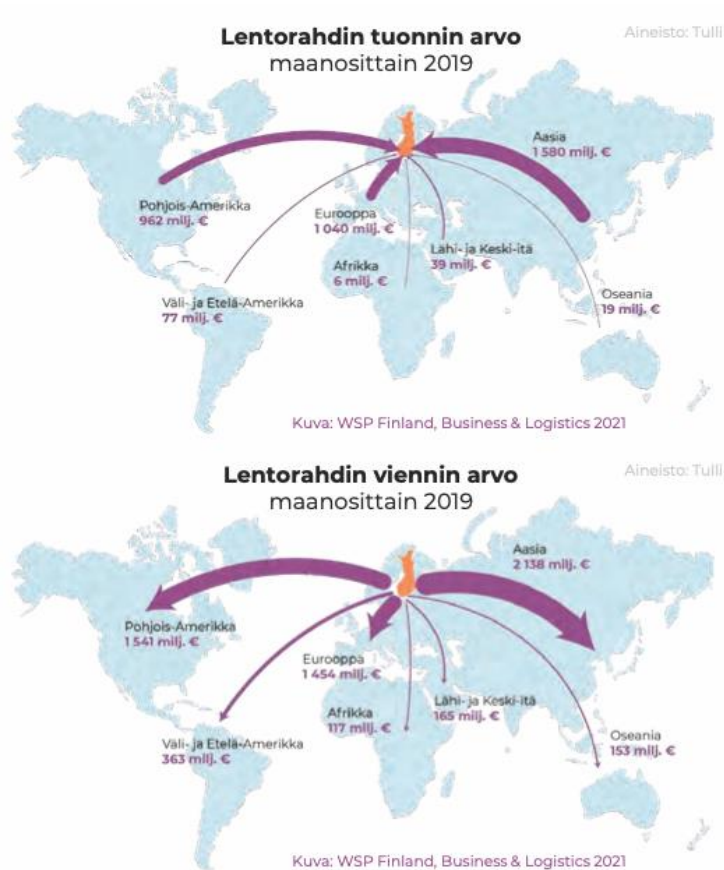 Lentorahdin tuonnin arvo
maanosittain 2019
Aineisto: Tulli
Aasia
1 580 milj. €
Pohjois-Amerikka
962 milj. €
Eurooppa
1 040 milj. €
Lähi- ja Keski-itä
39 milj. €
Afrikka
6 milj. €
Väli- ja Etelä-Amerikka
77 milj. €
Oseania
19 milj. €
Kuva: WSP Finland, Business & Logistics 2021
Lentorahdin viennin arvo
maanosittain 2019
Aineisto: Tulli
Aasia
2 138 milj. €
Pohjois-Amerikka
1 541 milj. €
Eurooppa
1 454 milj. €
Lähi- ja Keski-itä
165 milj. €
Afrikka
117 milj. €
Väli- ja Etelä-Amerikka
363 milj. €
Oseania
153 milj. €
Kuva: WSP Finland, Business & Logistics 2021